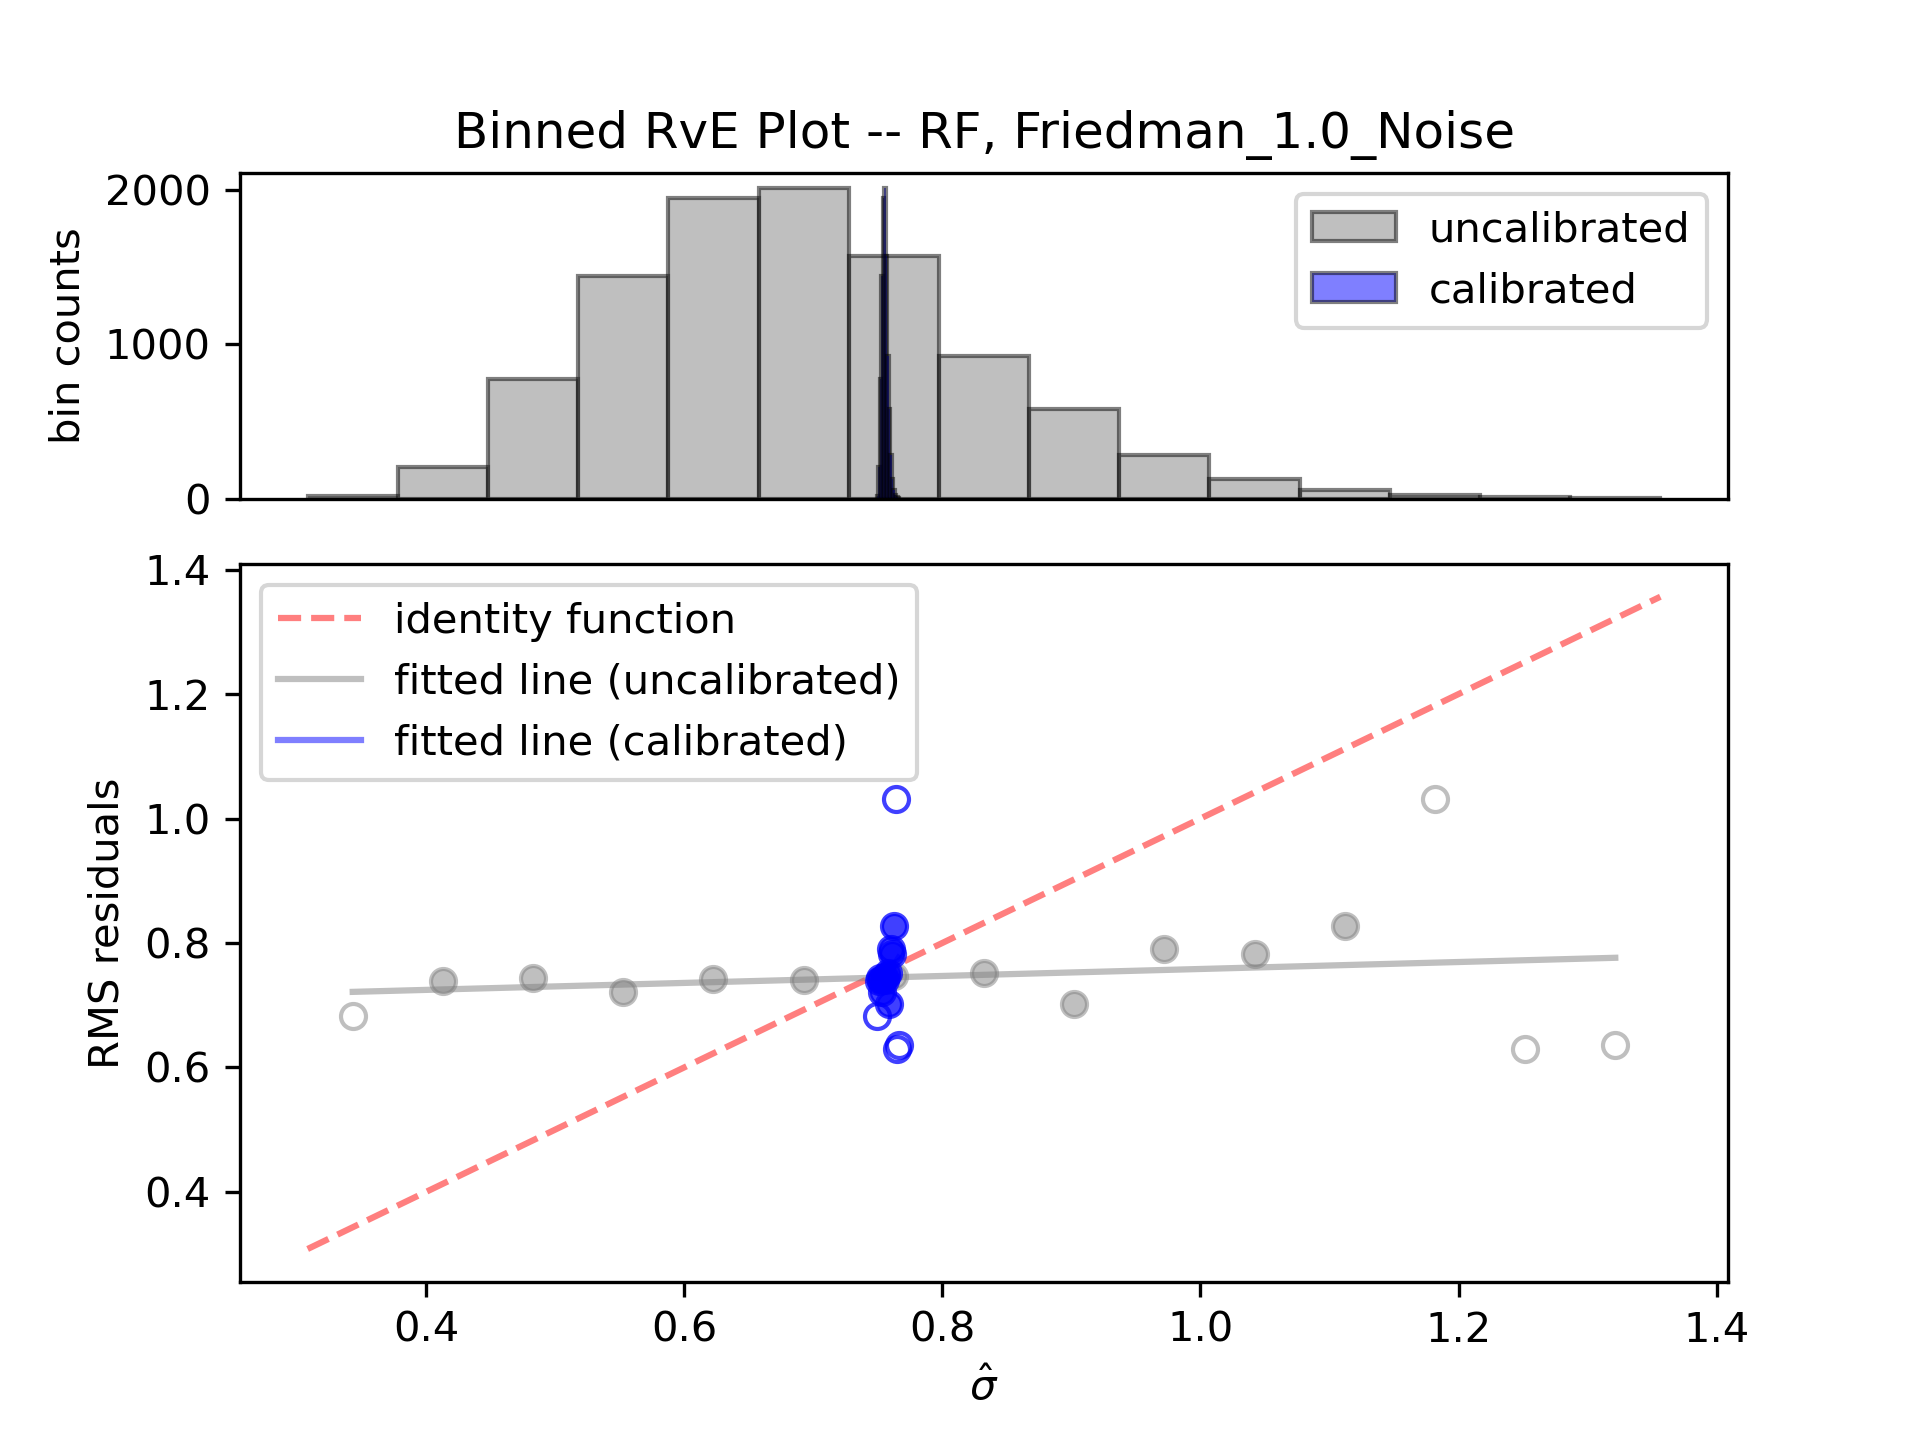 Binned RvE Plot -- RF, Friedman_1.0_Noise
bin counts
2000
1000
0
uncalibrated
calibrated
RMS residuals
1.4
1.2
1.0
0.8
0.6
0.4
identity function
fitted line (uncalibrated)
fitted line (calibrated)
0.4 0.6 0.8 1.0 1.2 1.4
σ̂